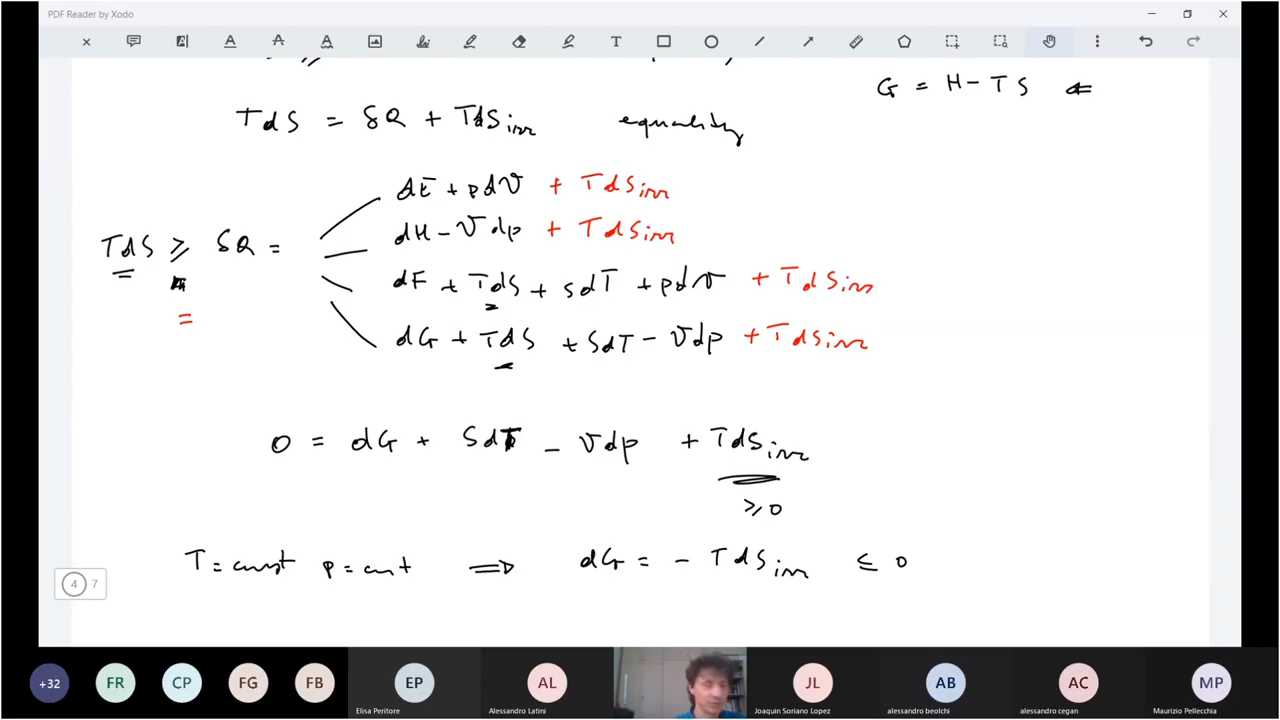 PDF Reader by Xodo
G = H - TS ⇐
TdS = δQ + TdS_irr equality
dE + pdV + TdS_irr
dH - Vdp + TdS_irr
TdS ≥ δQ =
=
dF + TdS + SdT + pdV + TdS_irr
dG + TdS + SdT - Vdp + TdS_irr
0 = dG + SdT - Vdp + TdS_irr
≥ 0
T = const p = cnt ⟹ dG = - TdS_irr ≤ 0
4 7
+32 FR CP FG FB EP AL JL AB AC MP
Elisa Peritore Alessandro Latini Joaquin Soriano Lopez alessandro beolchi alessandro cegan Maurizio Pellecchia